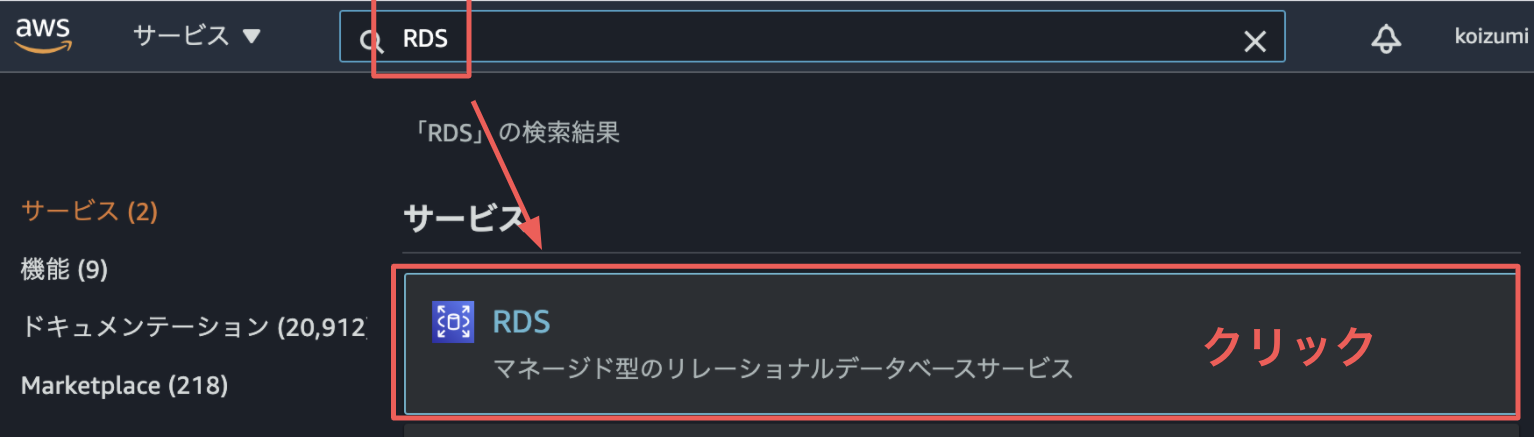 aws サービス ▼ RDS koizumi
「RDS」の検索結果
サービス (2)
サービス
機能 (9)
RDS
ドキュメンテーション (20,912)
クリック
マネージド型のリレーショナルデータベースサービス
Marketplace (218)